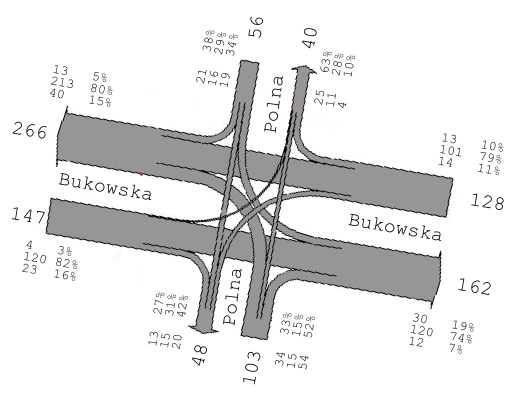 56
40
38% 29% 34%
21 16 19
63% 28% 10%
25 11 4
Polna
13 5%
213 80%
40 15%
266
13 10%
101 79%
14 11%
128
Bukowska
Bukowska
147
4 3%
120 82%
23 16%
162
30 19%
120 74%
12 7%
Polna
27% 31% 42%
13 15 20
48
33% 15% 52%
34 15 54
103